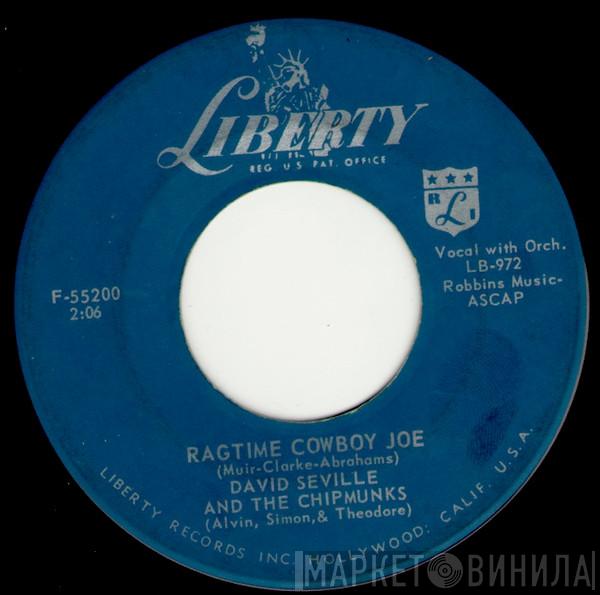 LIBERTY
REG. U.S. PAT. OFFICE
R L I
Vocal with Orch.
LB-972
Robbins Music-
ASCAP
F-55200
2:06
RAGTIME COWBOY JOE
(Muir-Clarke-Abrahams)
DAVID SEVILLE
AND THE CHIPMUNKS
(Alvin, Simon, & Theodore)
LIBERTY RECORDS INC. HOLLYWOOD: CALIF. U.S.A.
МАРКЕТ ВИНИЛА